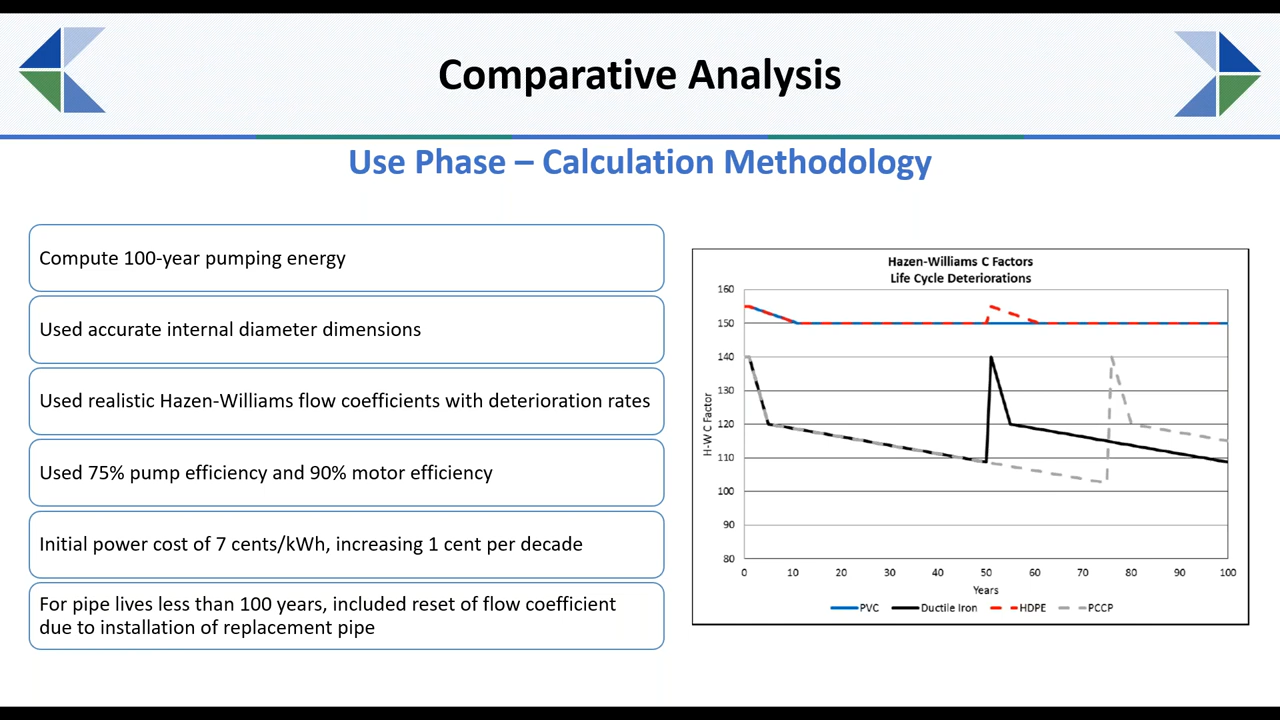 Comparative Analysis
Use Phase – Calculation Methodology
Compute 100-year pumping energy
Used accurate internal diameter dimensions
Used realistic Hazen-Williams flow coefficients with deterioration rates
Used 75% pump efficiency and 90% motor efficiency
Initial power cost of 7 cents/kWh, increasing 1 cent per decade
For pipe lives less than 100 years, included reset of flow coefficient
due to installation of replacement pipe
Hazen-Williams C Factors
Life Cycle Deteriorations
160
150
140
130
120
110
100
90
80
H-W C Factor
0 10 20 30 40 50 60 70 80 90 100
Years
PVC Ductile Iron HDPE PCCP